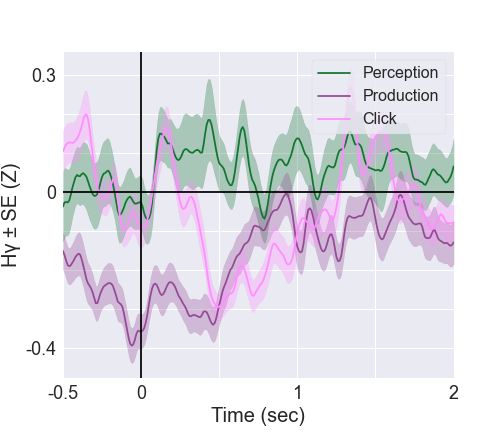 Perception
Production
Click
0.3
0
-0.4
Hγ ± SE (Z)
-0.5
0
1
2
Time (sec)